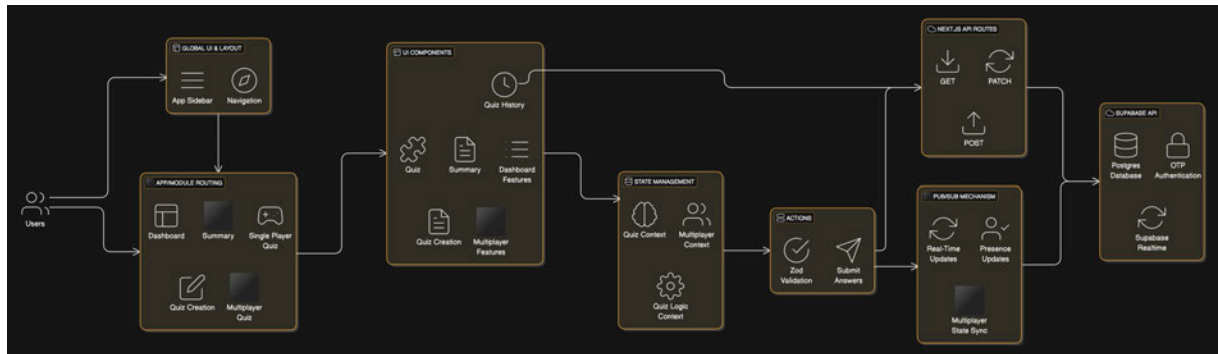 Users
GLOBAL UI & LAYOUT
App Sidebar
Navigation
APP/MODULE ROUTING
Dashboard
Summary
Single Player
Quiz
Quiz Creation
Multiplayer
Quiz
UI COMPONENTS
Quiz History
Quiz
Summary
Dashboard
Features
Quiz Creation
Multiplayer
Features
STATE MANAGEMENT
Quiz Context
Multiplayer
Context
Quiz Logic
Context
ACTIONS
Zod
Validation
Submit
Answers
NEXT.JS API ROUTES
GET
PATCH
POST
PUB/SUB MECHANISM
Real-Time
Updates
Presence
Updates
Multiplayer
State Sync
SUPABASE API
Postgres
Database
OTP
Authentication
Supabase
Realtime